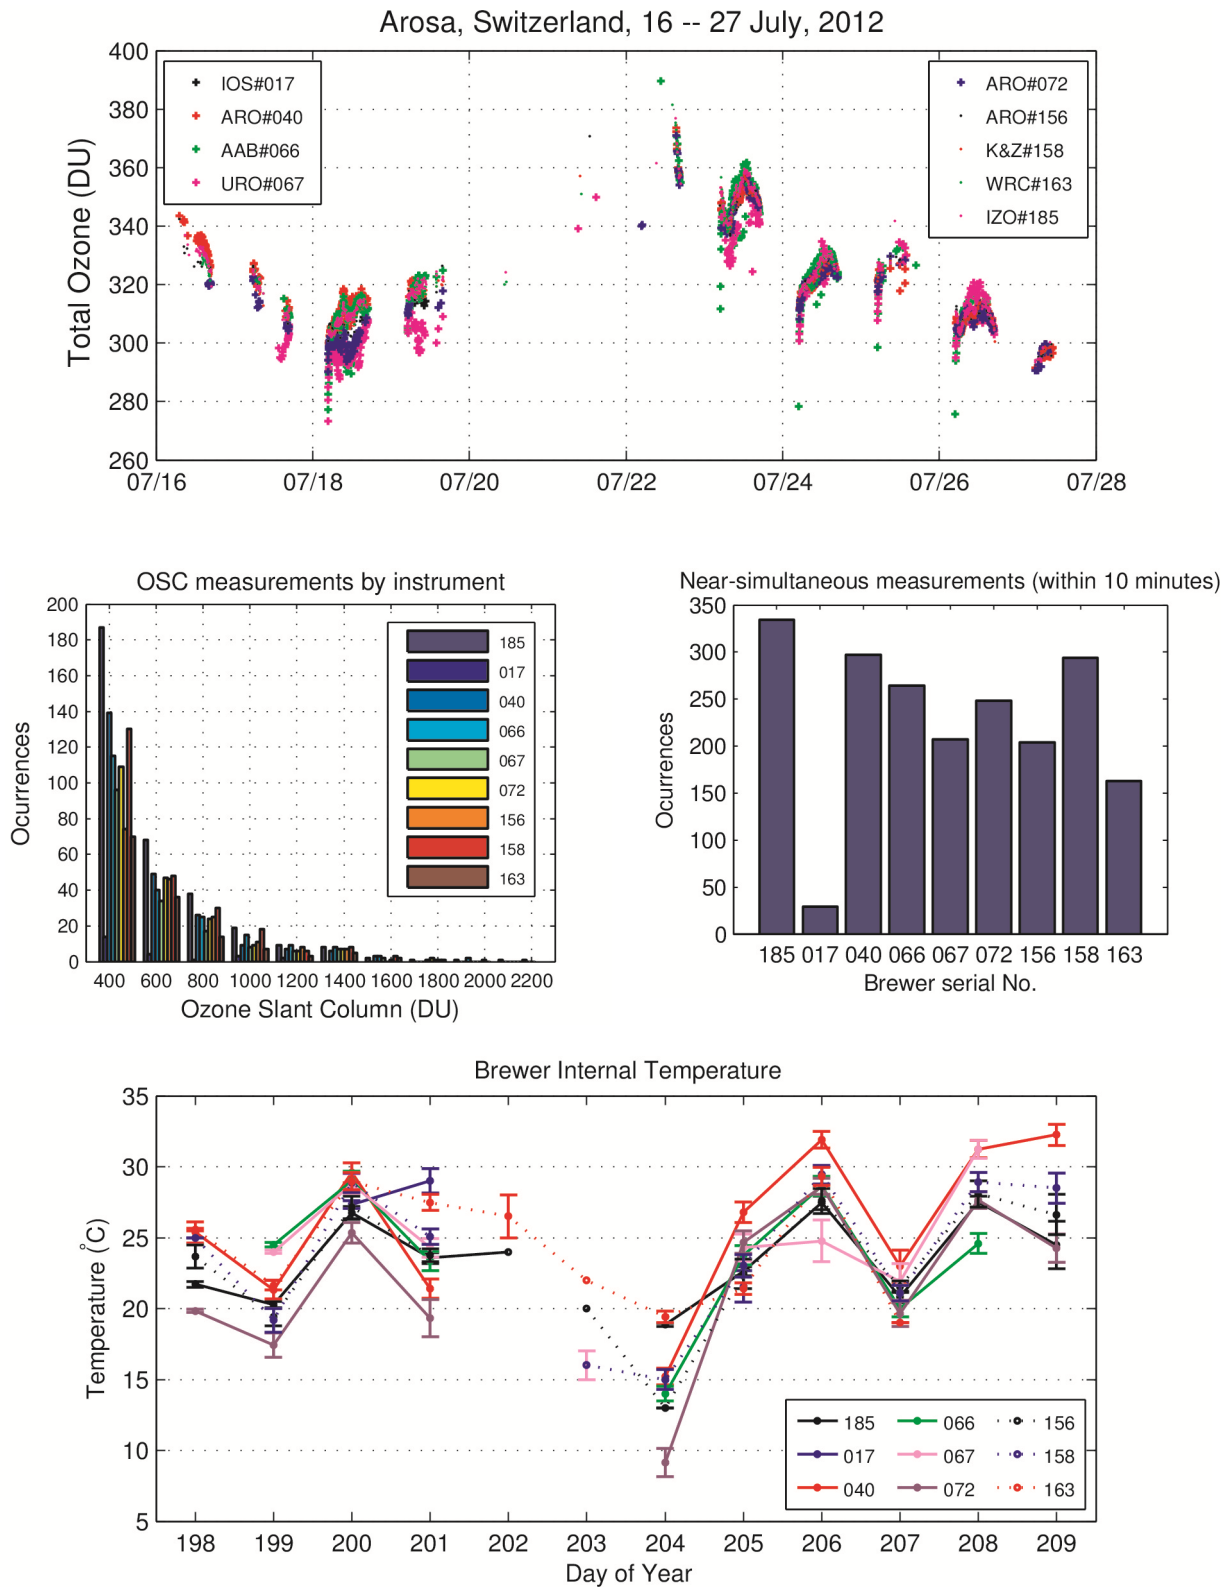 Arosa, Switzerland, 16 -- 27 July, 2012
Total Ozone (DU)
400
380
360
340
320
300
280
260
IOS#017
ARO#040
AAB#066
URO#067
ARO#072
ARO#156
K&Z#158
WRC#163
IZO#185
07/16 07/18 07/20 07/22 07/24 07/26 07/28
OSC measurements by instrument
Ocurrences
200
180
160
140
120
100
80
60
40
20
0
185
017
040
066
067
072
156
158
163
400 600 800 1000 1200 1400 1600 1800 2000 2200
Ozone Slant Column (DU)
Near-simultaneous measurements (within 10 minutes)
Ocurrences
350
300
250
200
150
100
50
0
185 017 040 066 067 072 156 158 163
Brewer serial No.
Brewer Internal Temperature
Temperature °C)
35
30
25
20
15
10
5
185 066 156
017 067 158
040 072 163
198 199 200 201 202 203 204 205 206 207 208 209
Day of Year